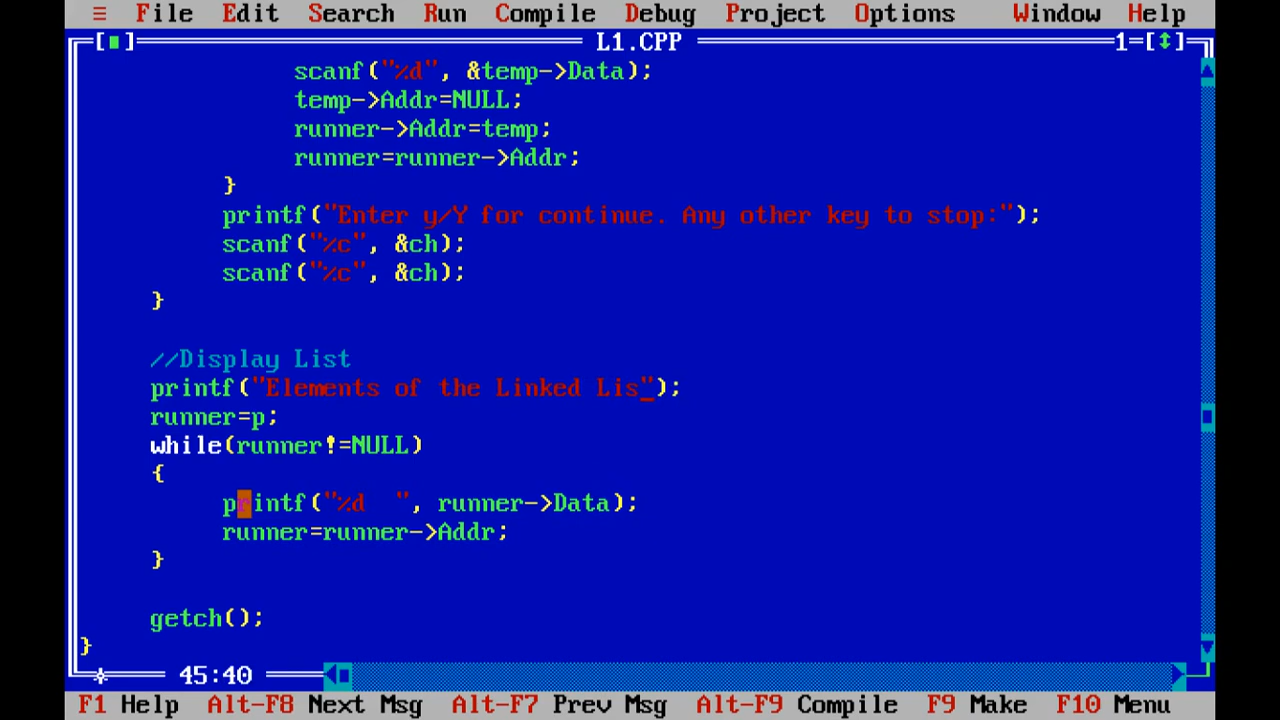 ≡ File Edit Search Run Compile Debug Project Options Window Help
[■] L1.CPP 1=[↕]
scanf("%d", &temp->Data);
temp->Addr=NULL;
runner->Addr=temp;
runner=runner->Addr;
}
printf("Enter y/Y for continue. Any other key to stop:");
scanf("%c", &ch);
scanf("%c", &ch);
}
//Display List
printf("Elements of the Linked Lis");
runner=p;
while(runner!=NULL)
{
printf("%d  ", runner->Data);
runner=runner->Addr;
}
getch();
}
45:40
F1 Help Alt-F8 Next Msg Alt-F7 Prev Msg Alt-F9 Compile F9 Make F10 Menu